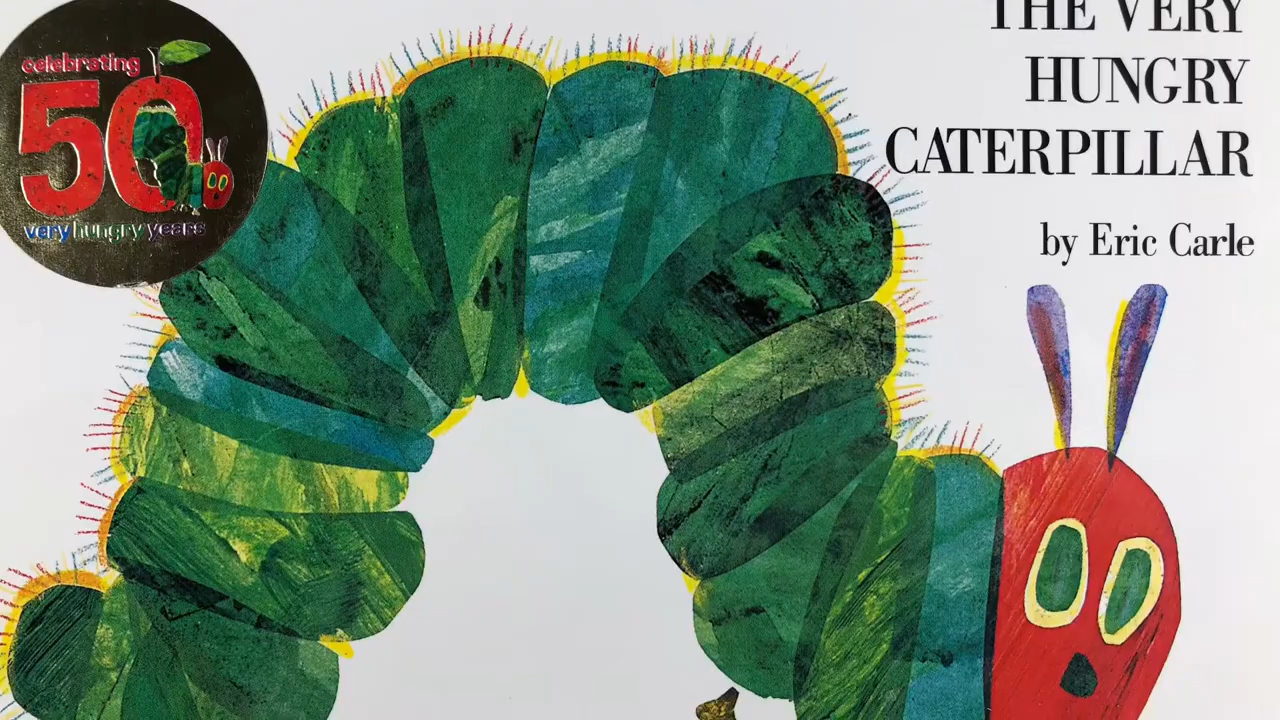 celebrating
50
very hungry years
THE VERY
HUNGRY
CATERPILLAR
by Eric Carle